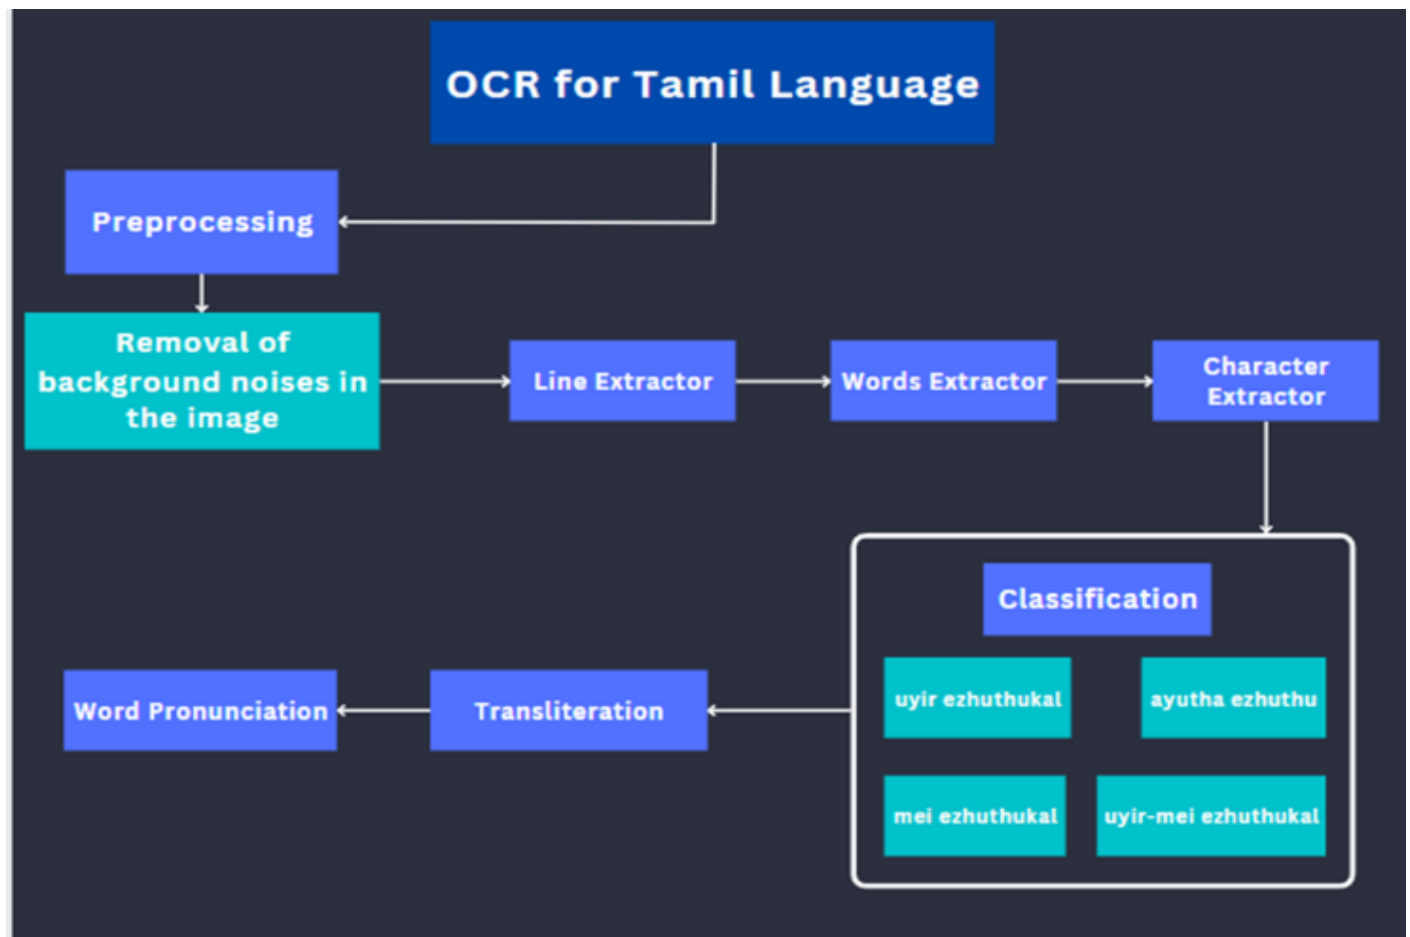 OCR for Tamil Language
Preprocessing
Removal of
background noises in
the image
Line Extractor
Words Extractor
Character
Extractor
Classification
uyir ezhuthukal
ayutha ezhuthu
mei ezhuthukal
uyir-mei ezhuthukal
Transliteration
Word Pronunciation